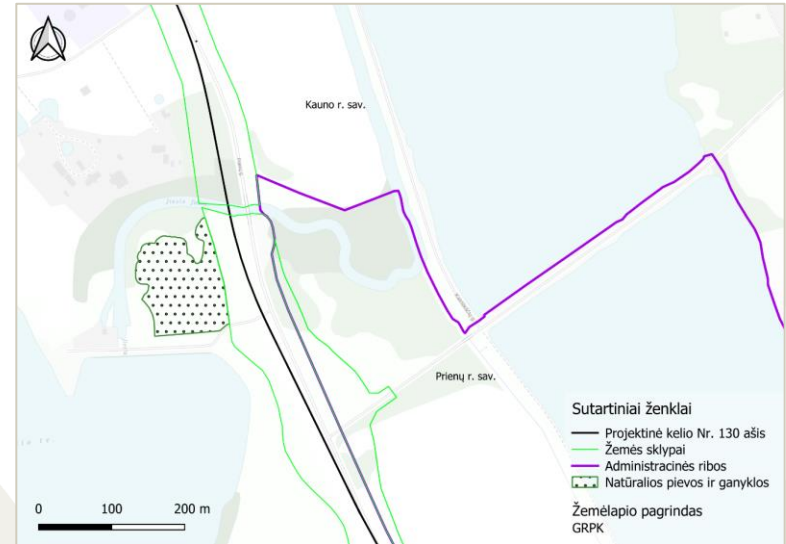 Kauno r. sav.
Prienų r. sav.
Sutartiniai ženklai
Projektinė kelio Nr. 130 ašis
Žemės sklypai
Administracinės ribos
Natūralios pievos ir ganyklos
Žemėlapio pagrindas
GRPK
0 100 200 m